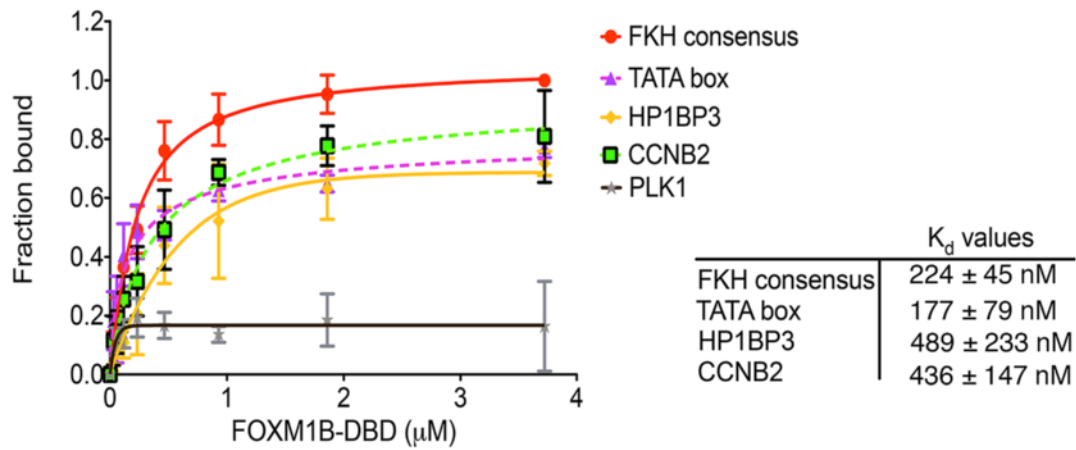 1.2
1.0
0.8
0.6
0.4
0.2
0.0
Fraction bound
0 1 2 3 4
FOXM1B-DBD (μM)
FKH consensus
TATA box
HP1BP3
CCNB2
PLK1
K_d values
FKH consensus 224 ± 45 nM
TATA box 177 ± 79 nM
HP1BP3 489 ± 233 nM
CCNB2 436 ± 147 nM